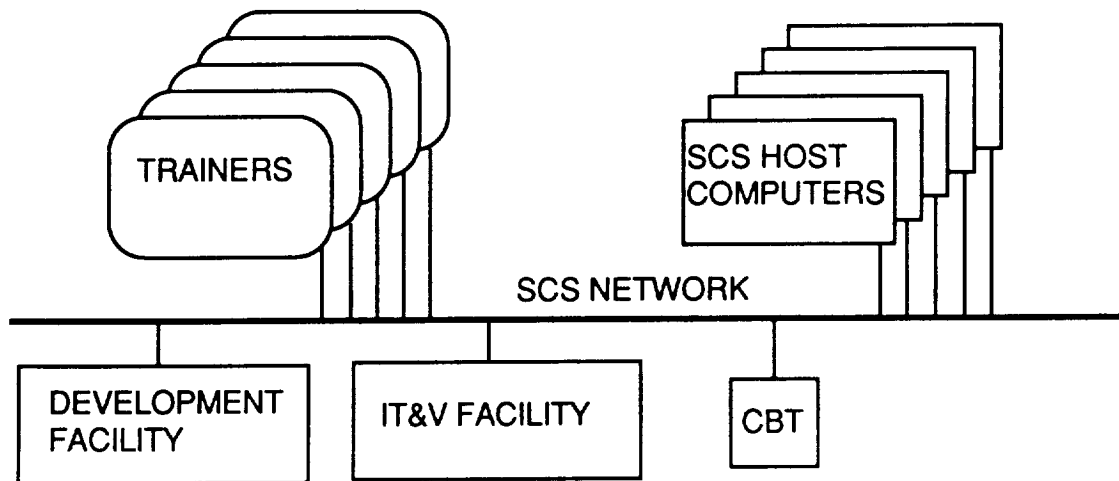 TRAINERS
SCS HOST
COMPUTERS
SCS NETWORK
DEVELOPMENT
FACILITY
IT&V FACILITY
CBT